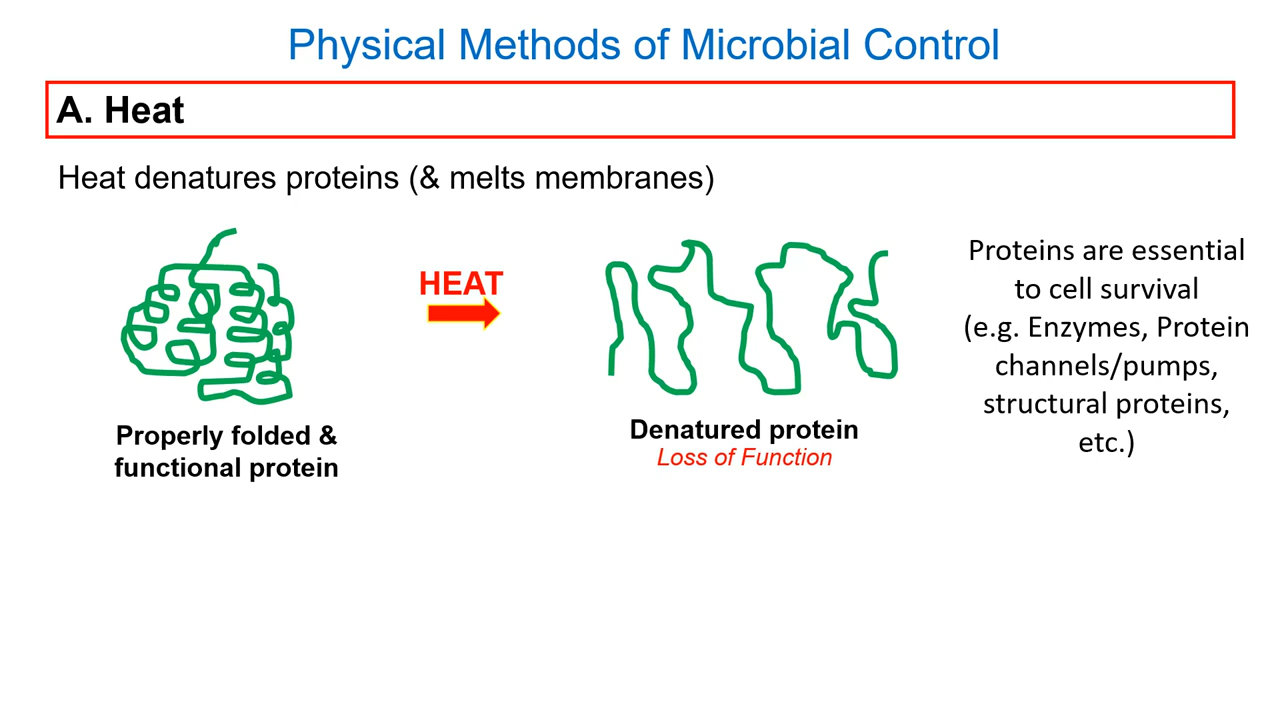 Physical Methods of Microbial Control
A. Heat
Heat denatures proteins (& melts membranes)
HEAT
Properly folded &
functional protein
Denatured protein
Loss of Function
Proteins are essential
to cell survival
(e.g. Enzymes, Protein
channels/pumps,
structural proteins,
etc.)